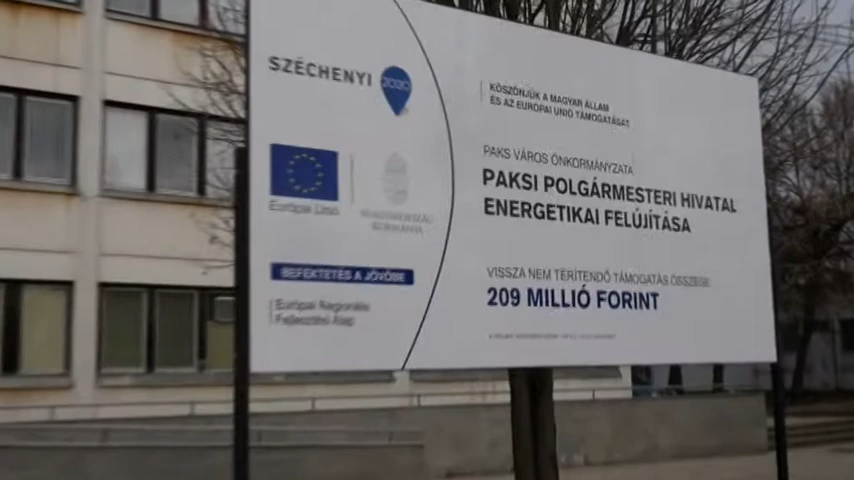 SZÉCHENYI 2020
KÖSZÖNJÜK A MAGYAR ÁLLAM
ÉS AZ EURÓPAI UNIÓ TÁMOGATÁSÁT
PAKS VÁROS ÖNKORMÁNYZATA
PAKSI POLGÁRMESTERI HIVATAL
ENERGETIKAI FELÚJÍTÁSA
VISSZA NEM TÉRÍTENDŐ TÁMOGATÁS ÖSSZEGE
209 MILLIÓ FORINT
Európai Unió
MAGYARORSZÁG
KORMÁNYA
BEFEKTETÉS A JÖVŐBE
Európai Regionális
Fejlesztési Alap